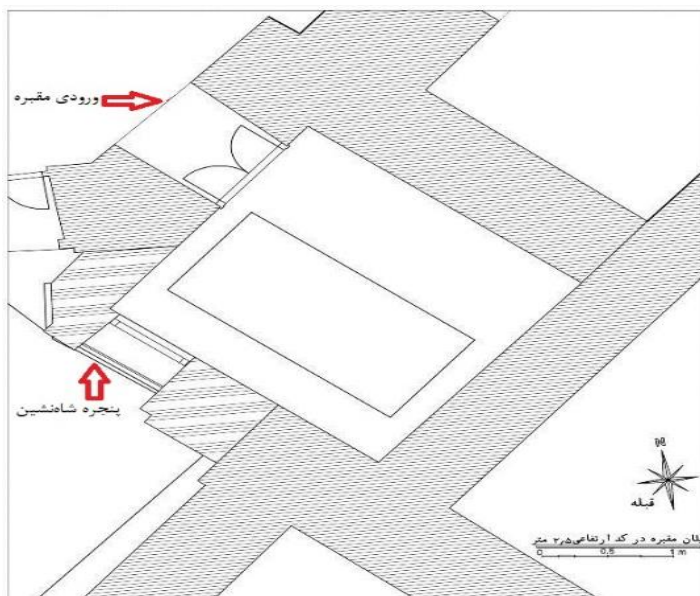 ورودی مقبره
پنجره شاه‌نشین
N
قبله
پلان مقبره در کد ارتفاعی ۲٫۵ متر
0 0,5 1 m